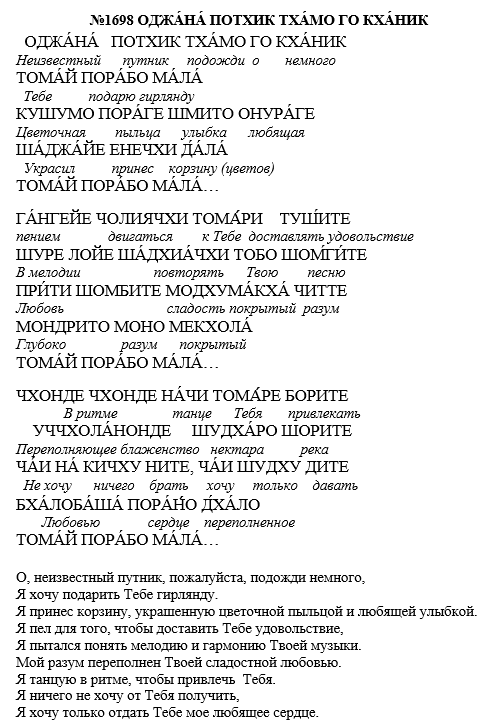 №1698 ОДЖА́НА́ ПОТХИК ТХА́МО ГО КХА́НИК
ОДЖА́НА́ ПОТХИК ТХА́МО ГО КХА́НИК
Неизвестный путник подожди о немного
ТОМА́Й ПОРА́БО МА́ЛА
Тебе подарю гирлянду
КУШУМО ПОРА́ГЕ ШМИТО ОНУРА́ГЕ
Цветочная пыльца улыбка любящая
ША́ДЖА́ЙЕ ЕНЕЧХИ Д́А́ЛА
Украсил принес корзину (цветов)
ТОМА́Й ПОРА́БО МА́ЛА…
ГА́НГЕЙЕ ЧОЛИЯЧХИ ТОМА́РИ ТУШ́ИТЕ
пением двигаться к Тебе доставлять удовольствие
ШУРЕ ЛОЙЕ ША́ДХИА́ЧХИ ТОБО ШОМ́ГИ́ТЕ
В мелодии повторять Твою песню
ПРИ́ТИ ШОМБИТЕ МОДХУМА́КХА́ ЧИТТЕ
Любовь сладость покрытый разум
МОНДРИТО МОНО МЕКХОЛА́
Глубоко разум покрытый
ТОМА́Й ПОРА́БО МА́ЛА…
ЧХОНДЕ ЧХОНДЕ НА́ЧИ ТОМА́РЕ БОРИТЕ
В ритме танце Тебя привлекать
УЧЧХОЛА́НОНДЕ ШУДХА́РО ШОРИТЕ
Переполняющее блаженство нектара река
ЧА́И НА́ КИЧХУ НИТЕ, ЧА́И ШУДХУ ДИТЕ
Не хочу ничего брать хочу только давать
БХА́ЛОБА́ША́ ПОРА́Н́О Д́ХА́ЛО
Любовью сердце переполненное
ТОМА́Й ПОРА́БО МА́ЛА…
О, неизвестный путник, пожалуйста, подожди немного,
Я хочу подарить Тебе гирлянду.
Я принес корзину, украшенную цветочной пыльцой и любящей улыбкой.
Я пел для того, чтобы доставить Тебе удовольствие,
Я пытался понять мелодию и гармонию Твоей музыки.
Мой разум переполнен Твоей сладостной любовью.
Я танцую в ритме, чтобы привлечь Тебя.
Я ничего не хочу от Тебя получить,
Я хочу только отдать Тебе мое любящее сердце.